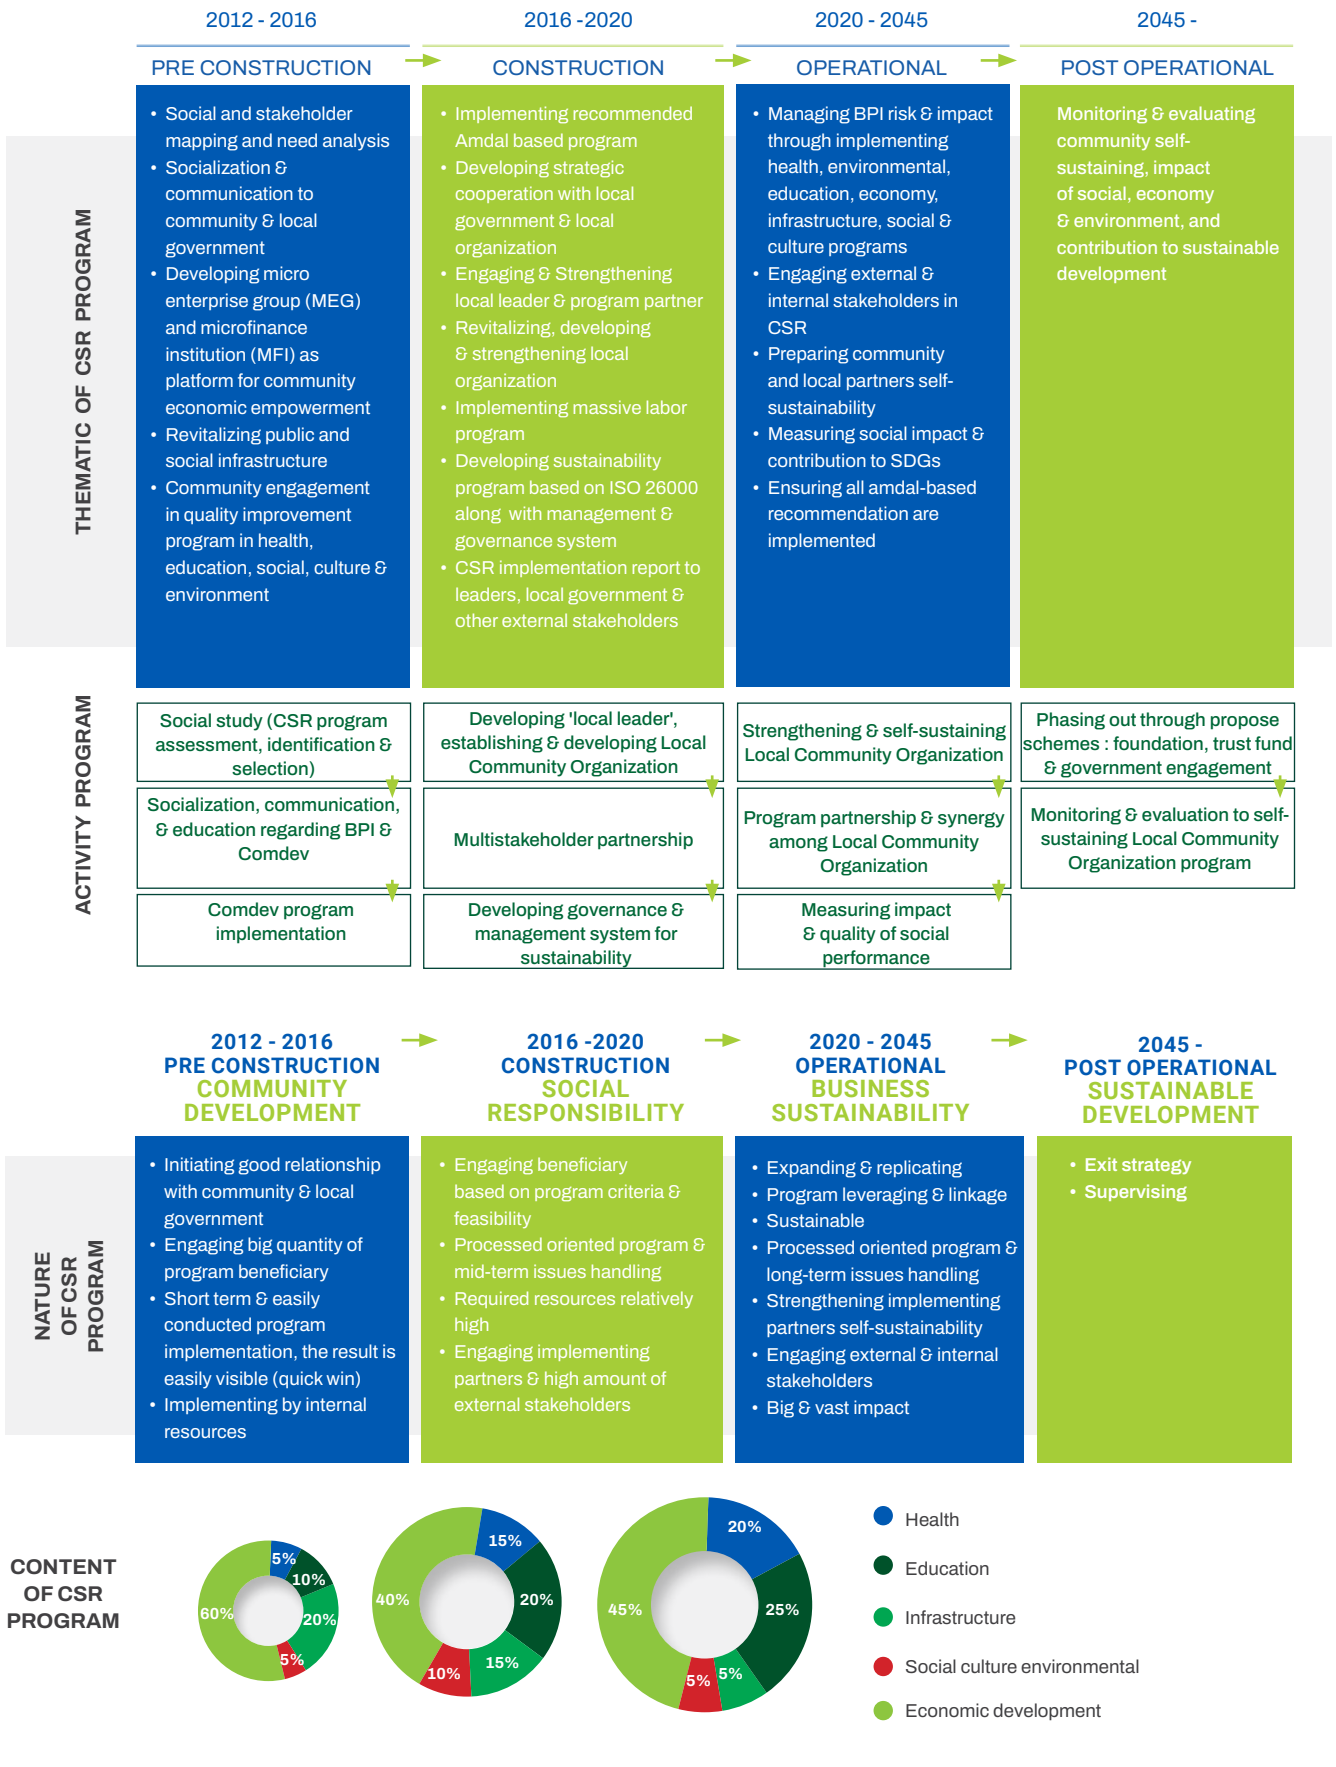 2012 - 2016
2016 -2020
2020 - 2045
2045 -
PRE CONSTRUCTION
CONSTRUCTION
OPERATIONAL
POST OPERATIONAL
THEMATIC OF CSR PROGRAM
• Social and stakeholder
mapping and need analysis
• Socialization &
communication to
community & local
government
• Developing micro
enterprise group (MEG)
and microfinance
institution (MFI) as
platform for community
economic empowerment
• Revitalizing public and
social infrastructure
• Community engagement
in quality improvement
program in health,
education, social, culture &
environment
• Implementing recommended
Amdal based program
• Developing strategic
cooperation with local
government & local
organization
• Engaging & Strengthening
local leader & program partner
• Revitalizing, developing
& strengthening local
organization
• Implementing massive labor
program
• Developing sustainability
program based on ISO 26000
along with management &
governance system
• CSR implementation report to
leaders, local government &
other external stakeholders
• Managing BPI risk & impact
through implementing
health, environmental,
education, economy,
infrastructure, social &
culture programs
• Engaging external &
internal stakeholders in
CSR
• Preparing community
and local partners self-
sustainability
• Measuring social impact &
contribution to SDGs
• Ensuring all amdal-based
recommendation are
implemented
Monitoring & evaluating
community self-
sustaining, impact
of social, economy
& environment, and
contribution to sustainable
development
ACTIVITY PROGRAM
Social study (CSR program
assessment, identification &
selection)
Socialization, communication,
& education regarding BPI &
Comdev
Comdev program
implementation
Developing 'local leader',
establishing & developing Local
Community Organization
Multistakeholder partnership
Developing governance &
management system for
sustainability
Strengthening & self-sustaining
Local Community Organization
Program partnership & synergy
among Local Community
Organization
Measuring impact
& quality of social
performance
Phasing out through propose
schemes : foundation, trust fund
& government engagement
Monitoring & evaluation to self-
sustaining Local Community
Organization program
2012 - 2016
PRE CONSTRUCTION
COMMUNITY
DEVELOPMENT
2016 -2020
CONSTRUCTION
SOCIAL
RESPONSIBILITY
2020 - 2045
OPERATIONAL
BUSINESS
SUSTAINABILITY
2045 -
POST OPERATIONAL
SUSTAINABLE
DEVELOPMENT
NATURE
OF CSR
PROGRAM
• Initiating good relationship
with community & local
government
• Engaging big quantity of
program beneficiary
• Short term & easily
conducted program
implementation, the result is
easily visible (quick win)
• Implementing by internal
resources
• Engaging beneficiary
based on program criteria &
feasibility
• Processed oriented program &
mid-term issues handling
• Required resources relatively
high
• Engaging implementing
partners & high amount of
external stakeholders
• Expanding & replicating
• Program leveraging & linkage
• Sustainable
• Processed oriented program &
long-term issues handling
• Strengthening implementing
partners self-sustainability
• Engaging external & internal
stakeholders
• Big & vast impact
• Exit strategy
• Supervising
CONTENT
OF CSR
PROGRAM
5%
10%
20%
5%
60%
15%
20%
15%
10%
40%
20%
25%
5%
5%
45%
Health
Education
Infrastructure
Social culture environmental
Economic development